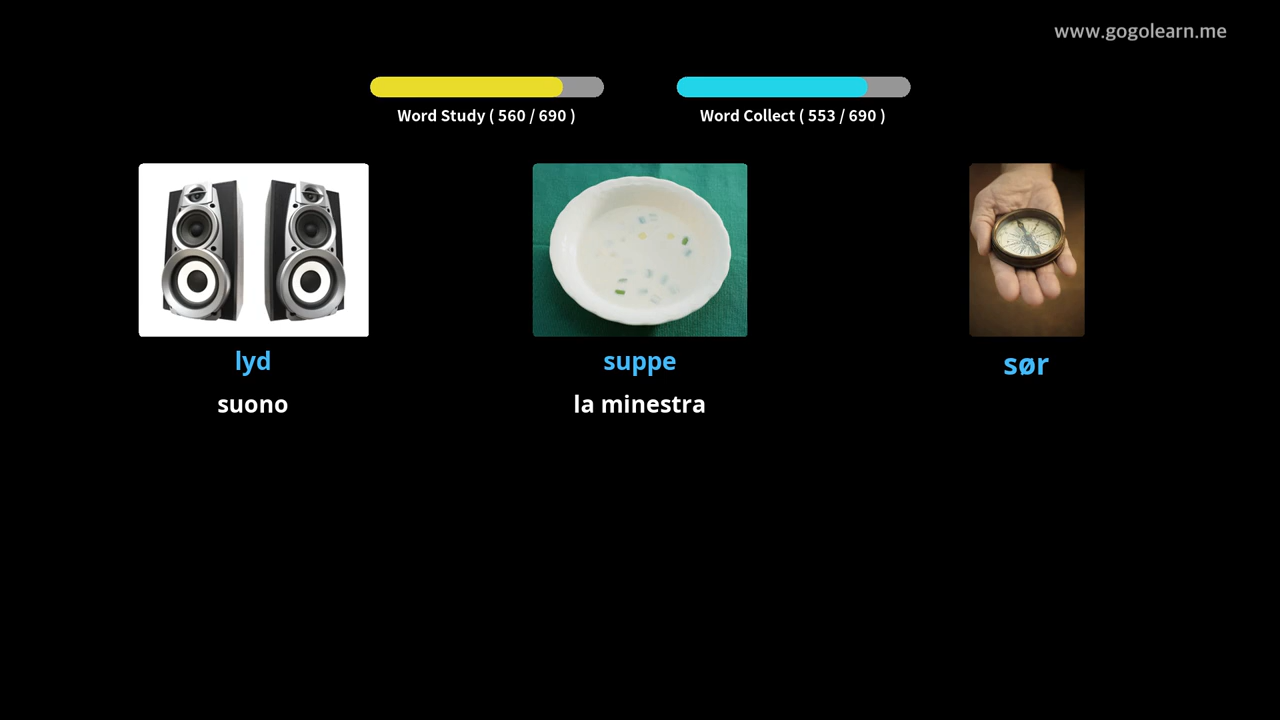 www.gogolearn.me
Word Study ( 560 / 690 )
Word Collect ( 553 / 690 )
lyd
suono
suppe
la minestra
sør